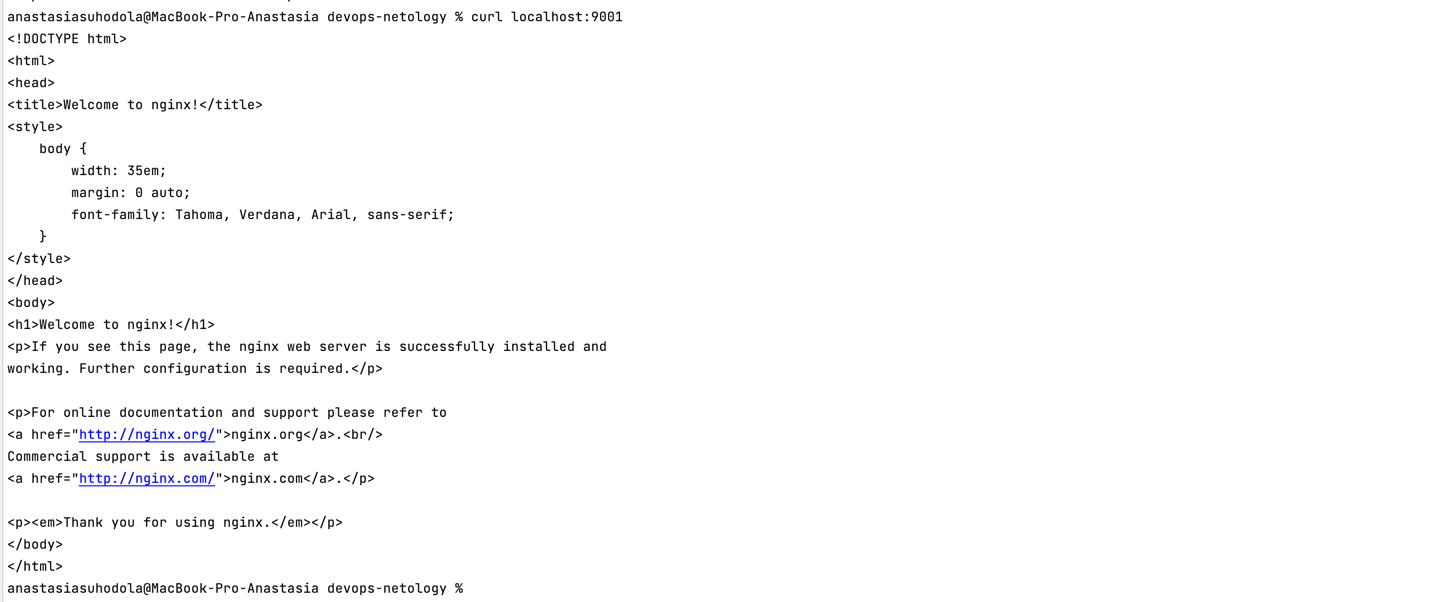 anastasiasuhodola@MacBook-Pro-Anastasia devops-netology % curl localhost:9001
<!DOCTYPE html>
<html>
<head>
<title>Welcome to nginx!</title>
<style>
    body {
        width: 35em;
        margin: 0 auto;
        font-family: Tahoma, Verdana, Arial, sans-serif;
    }
</style>
</head>
<body>
<h1>Welcome to nginx!</h1>
<p>If you see this page, the nginx web server is successfully installed and
working. Further configuration is required.</p>

<p>For online documentation and support please refer to
<a href="http://nginx.org/">nginx.org</a>.<br/>
Commercial support is available at
<a href="http://nginx.com/">nginx.com</a>.</p>

<p><em>Thank you for using nginx.</em></p>
</body>
</html>
anastasiasuhodola@MacBook-Pro-Anastasia devops-netology %